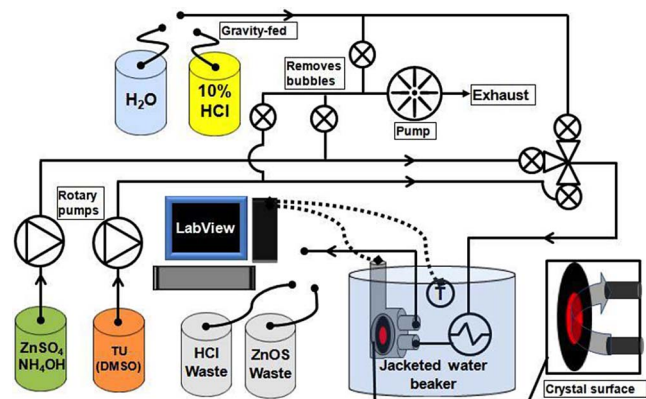 Gravity-fed
H₂O
10%
HCl
Removes
bubbles
Exhaust
Pump
Rotary
pumps
LabView
T
ZnSO₄
NH₄OH
TU
(DMSO)
HCl
Waste
ZnOS
Waste
Jacketed water
beaker
Crystal surface